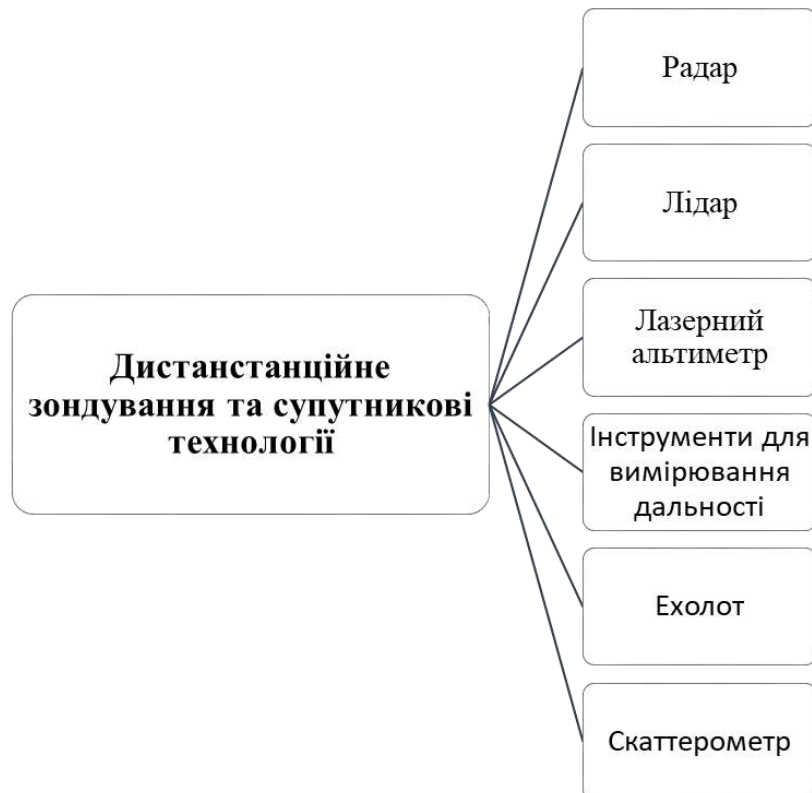 Радар
Лідар
Лазерний
альтиметр
Дистанстанційне
зондування та супутникові
технології
Інструменти для
вимірювання
дальності
Ехолот
Скаттерометр